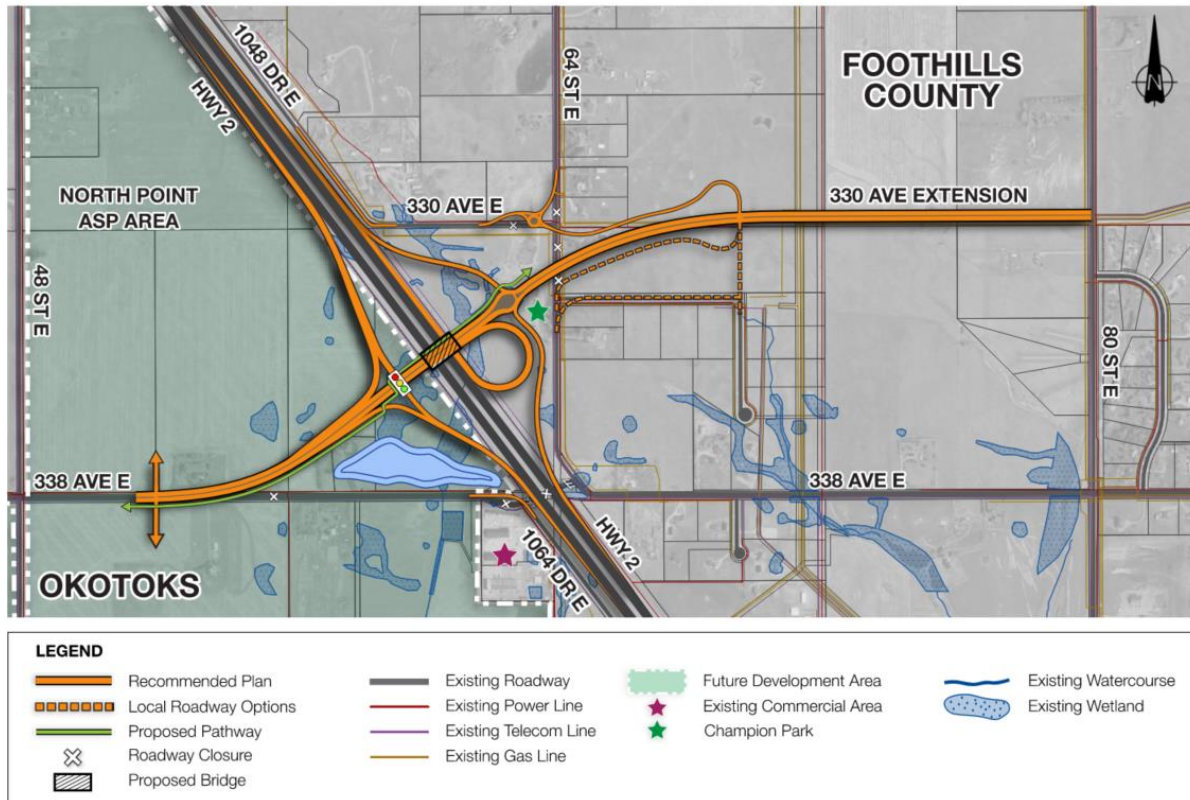 1048 DR E
HWY 2
64 ST E
FOOTHILLS
COUNTY
N
NORTH POINT
ASP AREA
330 AVE E
330 AVE EXTENSION
48 ST E
80 ST E
338 AVE E
338 AVE E
HWY 2
1064 DR E
OKOTOKS
LEGEND
Recommended Plan
Local Roadway Options
Proposed Pathway
Roadway Closure
Proposed Bridge
Existing Roadway
Existing Power Line
Existing Telecom Line
Existing Gas Line
Future Development Area
Existing Commercial Area
Champion Park
Existing Watercourse
Existing Wetland